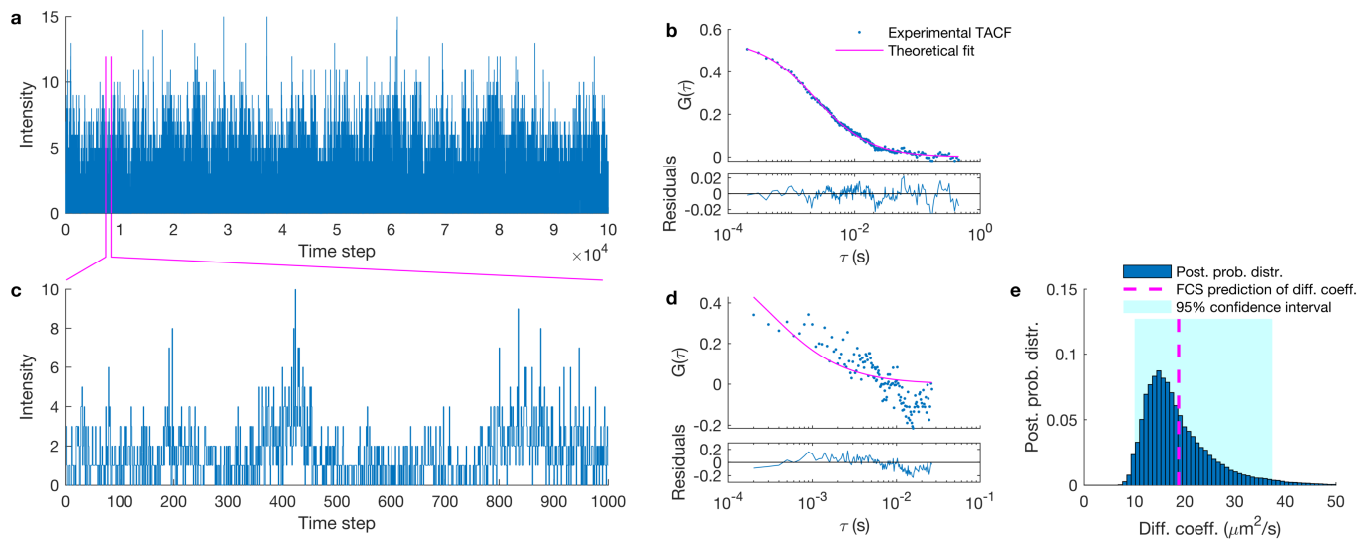 a
15
10
5
0
Intensity
0 1 2 3 4 5 6 7 8 9 10
Time step
×10⁴
b
Experimental TACF
Theoretical fit
0.6
0.4
0.2
0
G(τ)
0.02
0
-0.02
Residuals
10⁻⁴ 10⁻² 10⁰
τ (s)
c
10
8
6
4
2
0
Intensity
0 100 200 300 400 500 600 700 800 900 1000
Time step
d
0.4
0.2
0
-0.2
G(τ)
0.2
0
-0.2
Residuals
10⁻⁴ 10⁻³ 10⁻² 10⁻¹
τ (s)
e
Post. prob. distr.
FCS prediction of diff. coeff.
95% confidence interval
0.15
0.1
0.05
0
Post. prob. distr.
0 10 20 30 40 50
Diff. coeff. (μm²/s)